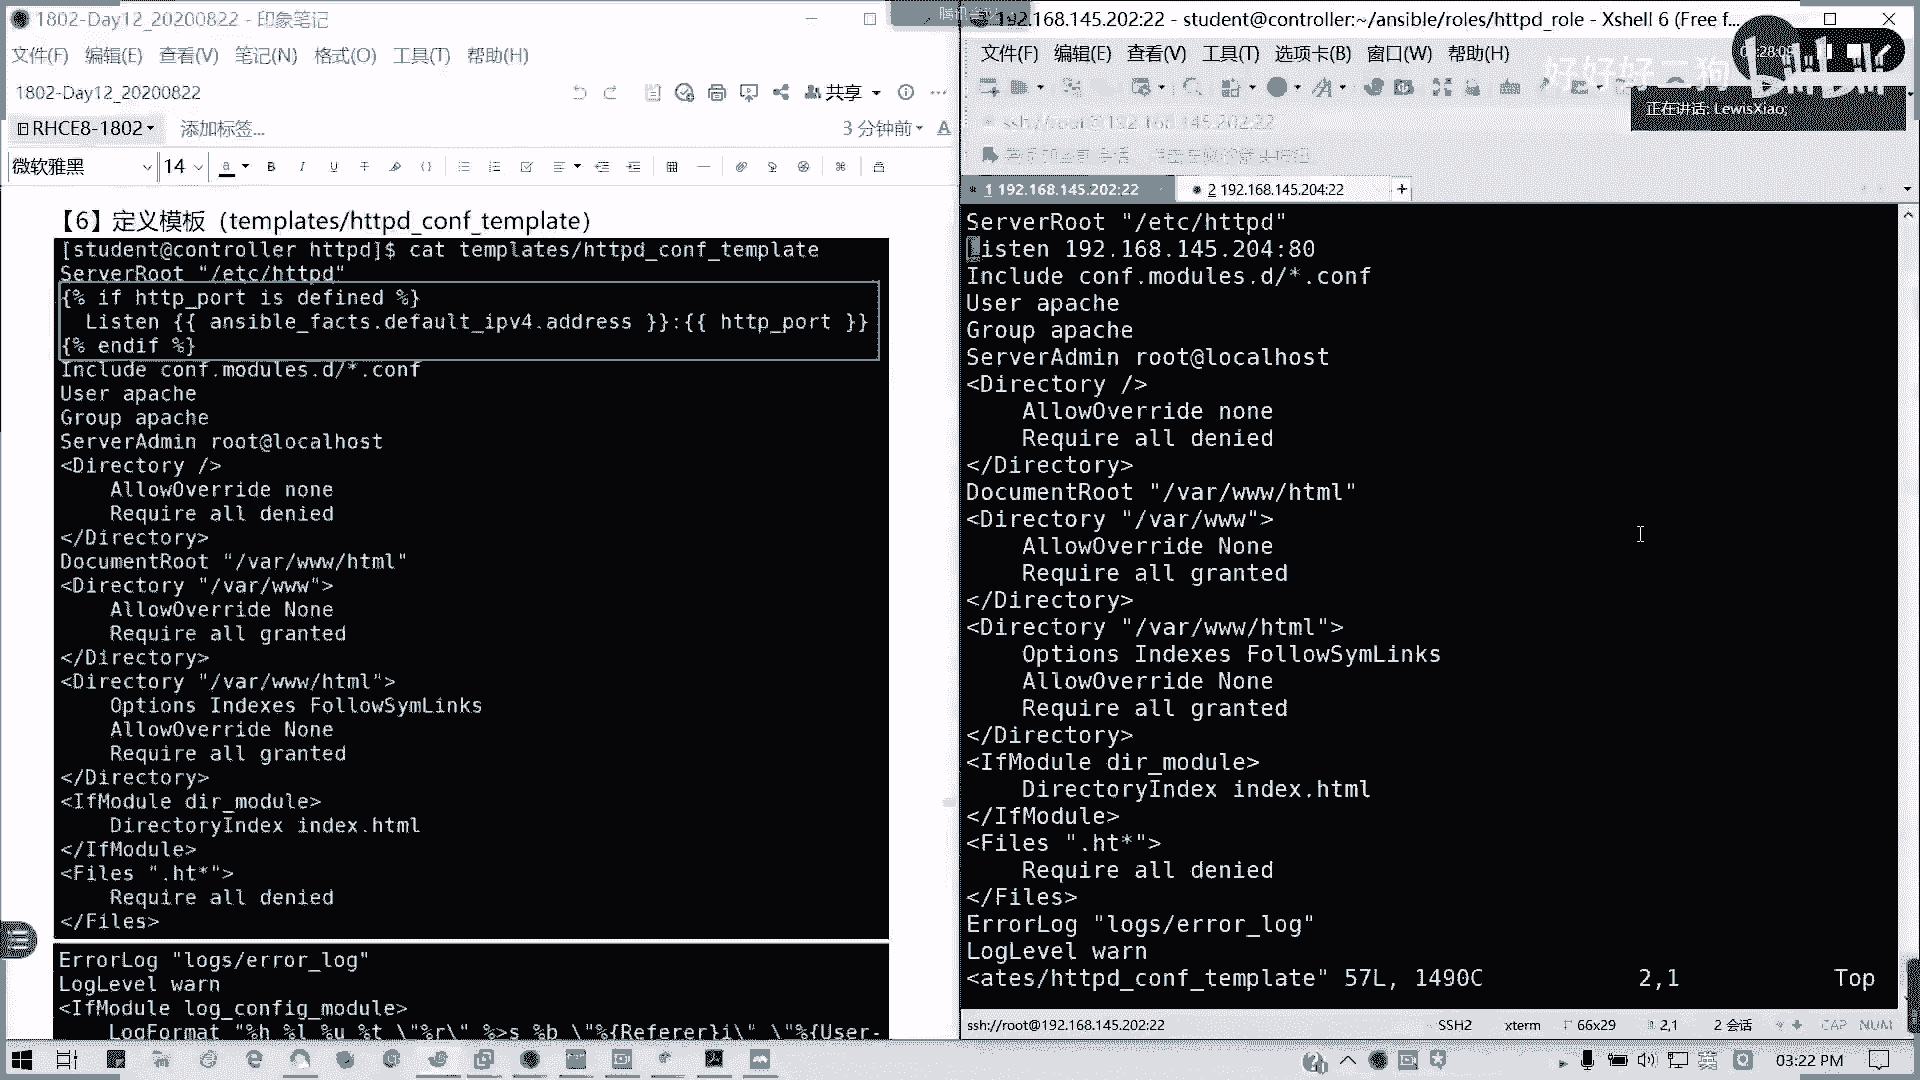 1802-Day12_20200822 - 印象笔记
文件(F) 编辑(E) 查看(V) 笔记(N) 格式(O) 工具(T) 帮助(H)
1802-Day12_20200822
共享
RHCE8-1802
添加标签...
3 分钟前
微软雅黑
14
【6】定义模板（templates/httpd_conf_template）
[student@controller httpd]$ cat templates/httpd_conf_template
ServerRoot "/etc/httpd"
{% if http_port is defined %}
Listen {{ ansible_facts.default_ipv4.address }}:{{ http_port }}
{% endif %}
Include conf.modules.d/*.conf
User apache
Group apache
ServerAdmin root@localhost
<Directory />
AllowOverride none
Require all denied
</Directory>
DocumentRoot "/var/www/html"
<Directory "/var/www">
AllowOverride None
Require all granted
</Directory>
<Directory "/var/www/html">
Options Indexes FollowSymLinks
AllowOverride None
Require all granted
</Directory>
<IfModule dir_module>
DirectoryIndex index.html
</IfModule>
<Files ".ht*">
Require all denied
</Files>
ErrorLog "logs/error_log"
LogLevel warn
<IfModule log_config_module>
LogFormat "%h %l %u %t \"%r\" %>s %b \"%{Referer}i\" \"%{User-
192.168.145.202:22 - student@controller:~/ansible/roles/httpd_role - Xshell 6 (Free f...
文件(F) 编辑(E) 查看(V) 工具(T) 选项卡(B) 窗口(W) 帮助(H)
好好好二狗
bilibili
正在讲话: LewisXiao;
ssh://root@192.168.145.202:22
1 192.168.145.202:22
2 192.168.145.204:22
ServerRoot "/etc/httpd"
Listen 192.168.145.204:80
Include conf.modules.d/*.conf
User apache
Group apache
ServerAdmin root@localhost
<Directory />
AllowOverride none
Require all denied
</Directory>
DocumentRoot "/var/www/html"
<Directory "/var/www">
AllowOverride None
Require all granted
</Directory>
<Directory "/var/www/html">
Options Indexes FollowSymLinks
AllowOverride None
Require all granted
</Directory>
<IfModule dir_module>
DirectoryIndex index.html
</IfModule>
<Files ".ht*">
Require all denied
</Files>
ErrorLog "logs/error_log"
LogLevel warn
<ates/httpd_conf_template" 57L, 1490C 2,1 Top
ssh://root@192.168.145.202:22
SSH2 xterm 66x29 2,1 2 会话 CAP NUM
英
03:22 PM